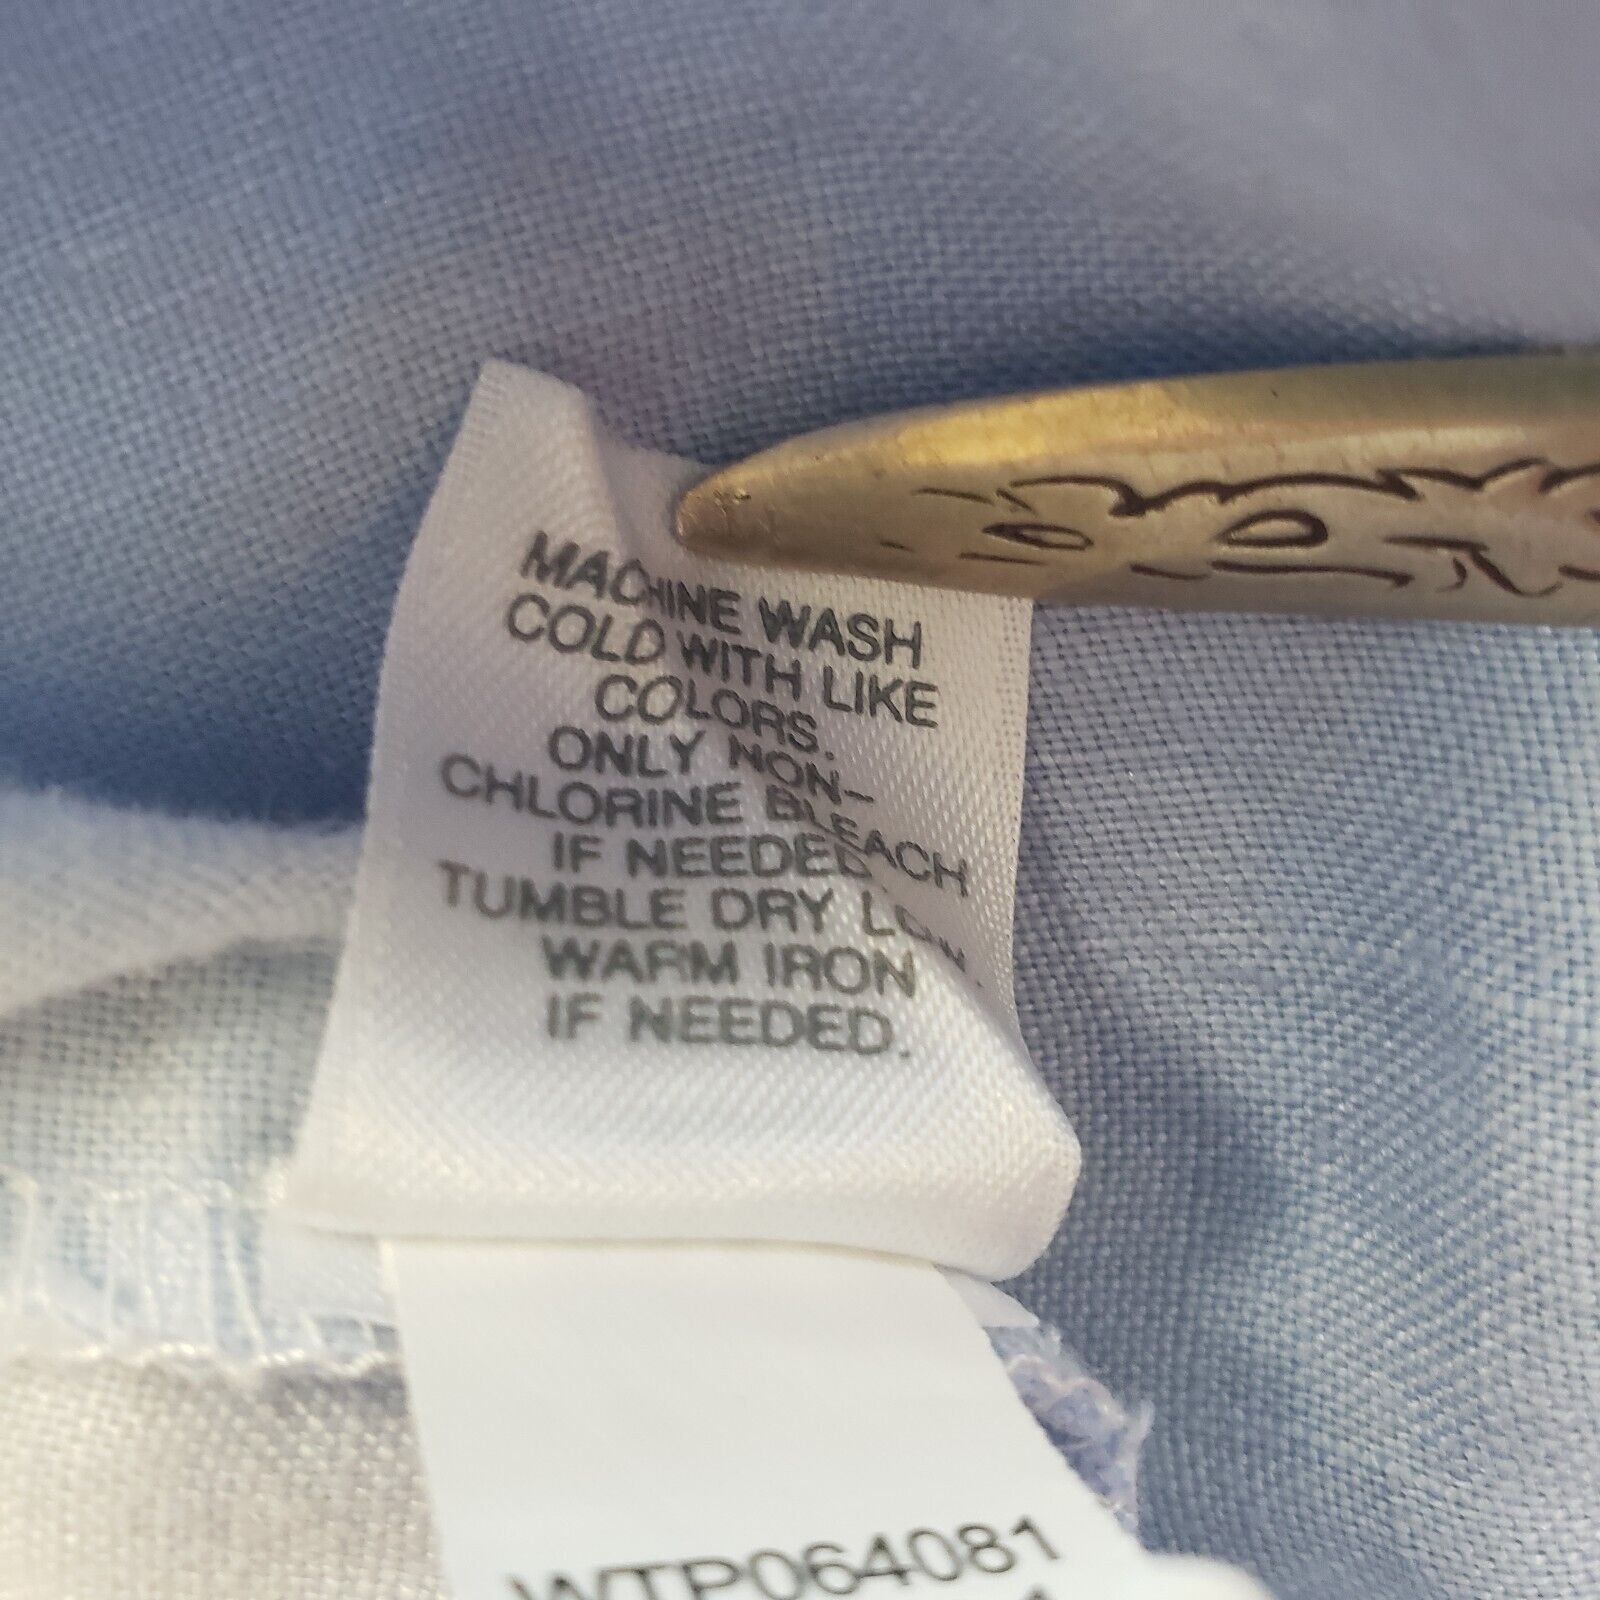 MACHINE WASH
COLD WITH LIKE
COLORS.
ONLY NON-
CHLORINE BLEACH
IF NEEDED.
TUMBLE DRY LOW.
WARM IRON
IF NEEDED.
WTP064081